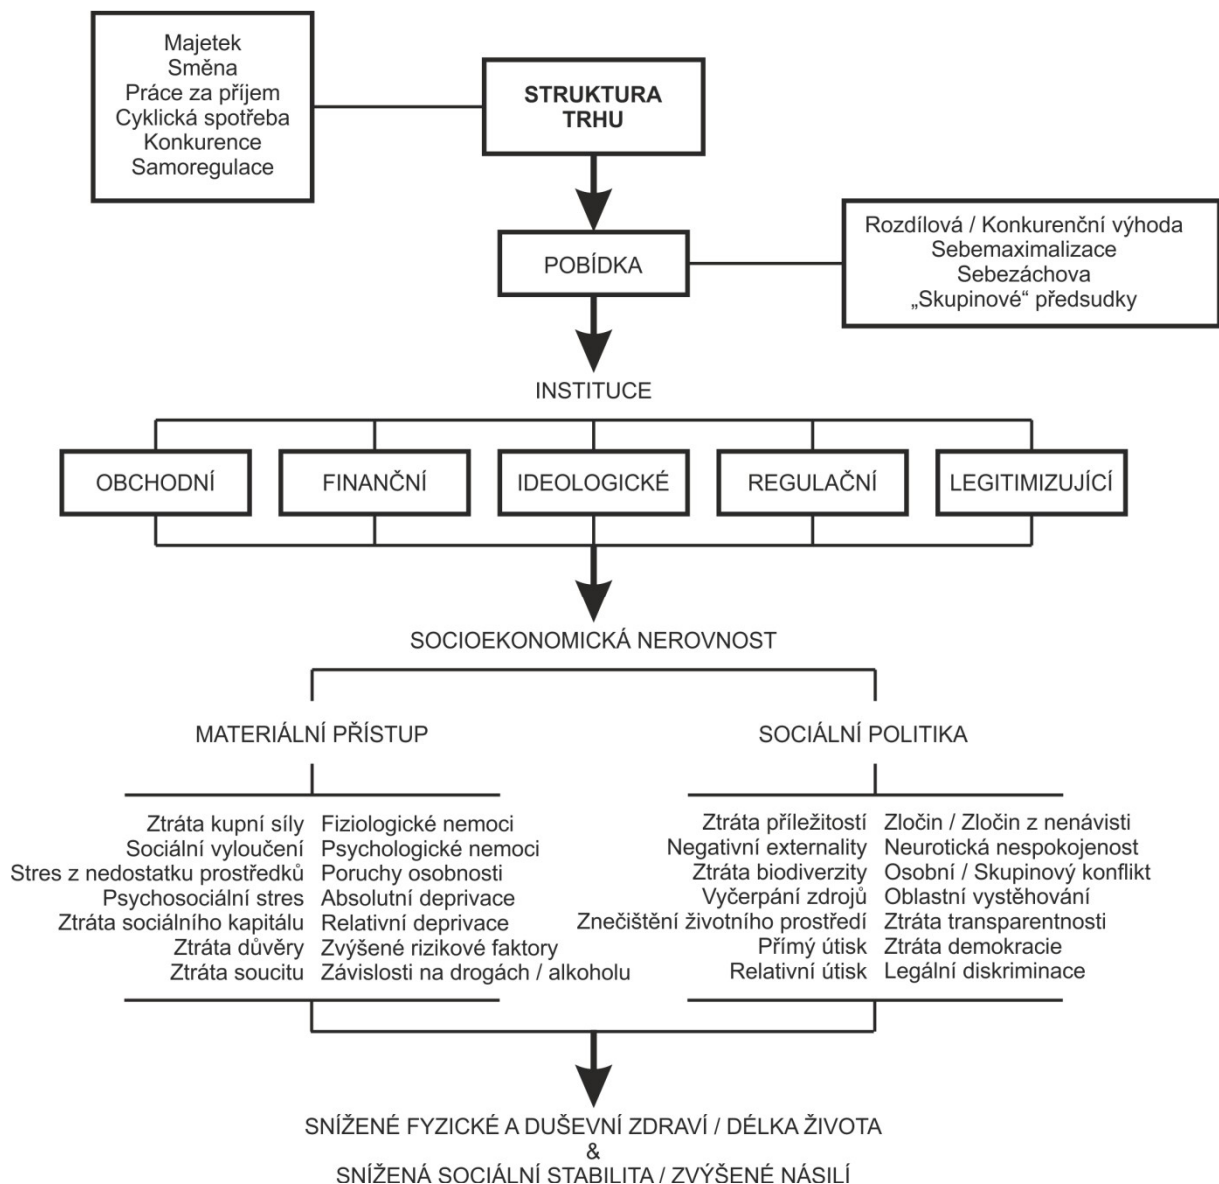 Majetek
Směna
Práce za příjem
Cyklická spotřeba
Konkurence
Samoregulace
STRUKTURA
TRHU
POBÍDKA
Rozdílová / Konkurenční výhoda
Sebemaximalizace
Sebezáchova
„Skupinové“ předsudky
INSTITUCE
OBCHODNÍ
FINANČNÍ
IDEOLOGICKÉ
REGULAČNÍ
LEGITIMIZUJÍCÍ
SOCIOEKONOMICKÁ NEROVNOST
MATERIÁLNÍ PŘÍSTUP
Ztráta kupní síly
Sociální vyloučení
Stres z nedostatku prostředků
Psychosociální stres
Ztráta sociálního kapitálu
Ztráta důvěry
Ztráta soucitu
Fiziologické nemoci
Psychologické nemoci
Poruchy osobnosti
Absolutní deprivace
Relativní deprivace
Zvýšené rizikové faktory
Závislosti na drogách / alkoholu
SOCIÁLNÍ POLITIKA
Ztráta příležitostí
Negativní externality
Ztráta biodiverzity
Vyčerpání zdrojů
Znečištění životního prostředí
Přímý útisk
Relativní útisk
Zločin / Zločin z nenávisti
Neurotická nespokojenost
Osobní / Skupinový konflikt
Oblastní vystěhování
Ztráta transparentnosti
Ztráta demokracie
Legální diskriminace
SNÍŽENÉ FYZICKÉ A DUŠEVNÍ ZDRAVÍ / DÉLKA ŽIVOTA
&
SNÍŽENÁ SOCIÁLNÍ STABILITA / ZVÝŠENÉ NÁSILÍ